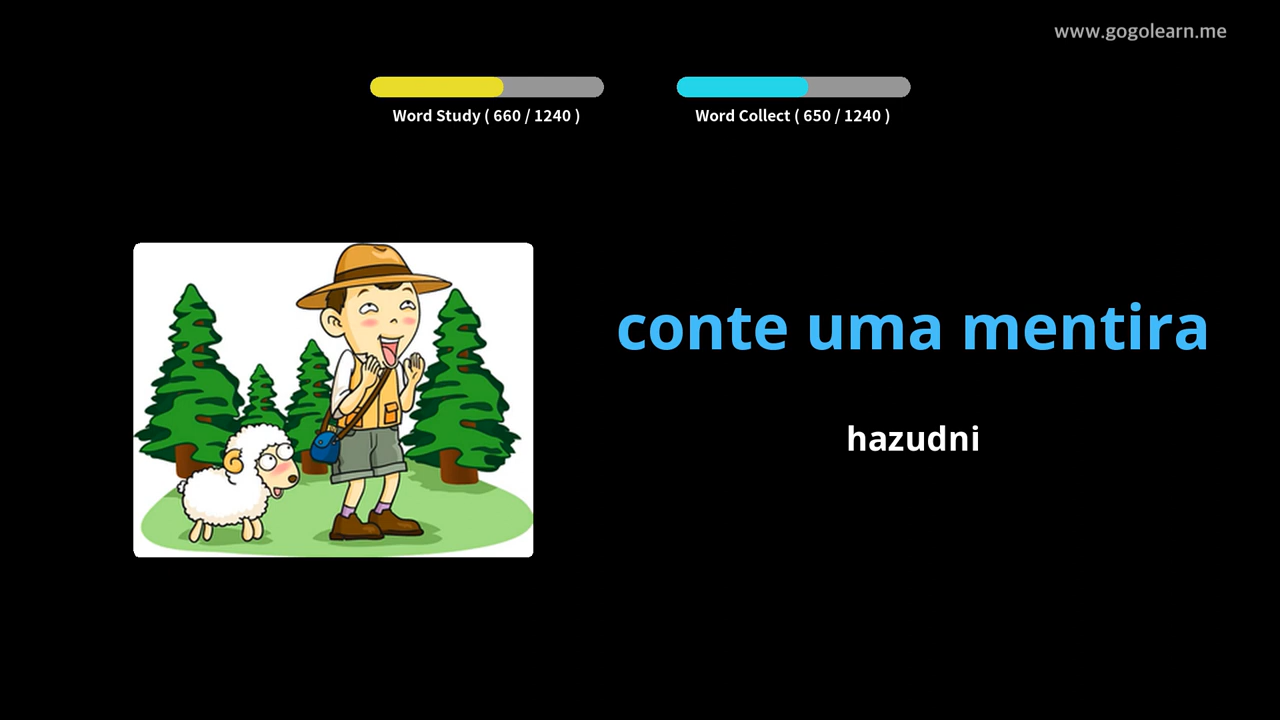 www.gogolearn.me
Word Study ( 660 / 1240 )
Word Collect ( 650 / 1240 )
conte uma mentira
hazudni